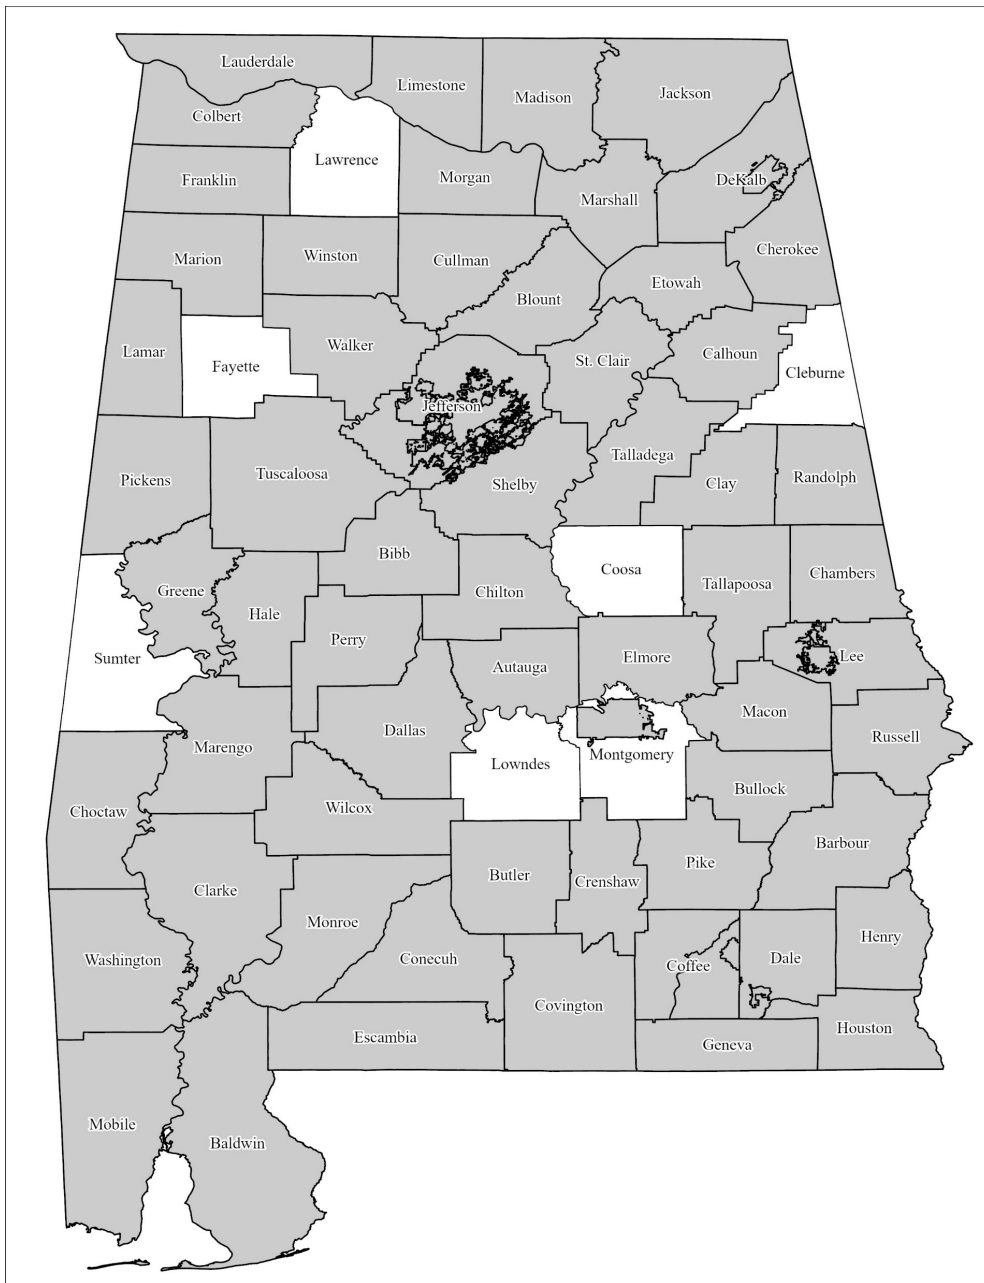 Lauderdale
Limestone
Madison
Jackson
Colbert
Lawrence
Franklin
Morgan
DeKalb
Marshall
Marion
Winston
Cullman
Cherokee
Etowah
Blount
Lamar
Fayette
Walker
St. Clair
Calhoun
Cleburne
Jefferson
Pickens
Tuscaloosa
Shelby
Talladega
Clay
Randolph
Bibb
Coosa
Tallapoosa
Chambers
Greene
Hale
Chilton
Perry
Sumter
Autauga
Elmore
Lee
Marengo
Dallas
Macon
Russell
Lowndes
Montgomery
Choctaw
Wilcox
Bullock
Barbour
Clarke
Butler
Crenshaw
Pike
Monroe
Henry
Washington
Conecuh
Coffee
Dale
Escambia
Covington
Geneva
Houston
Mobile
Baldwin